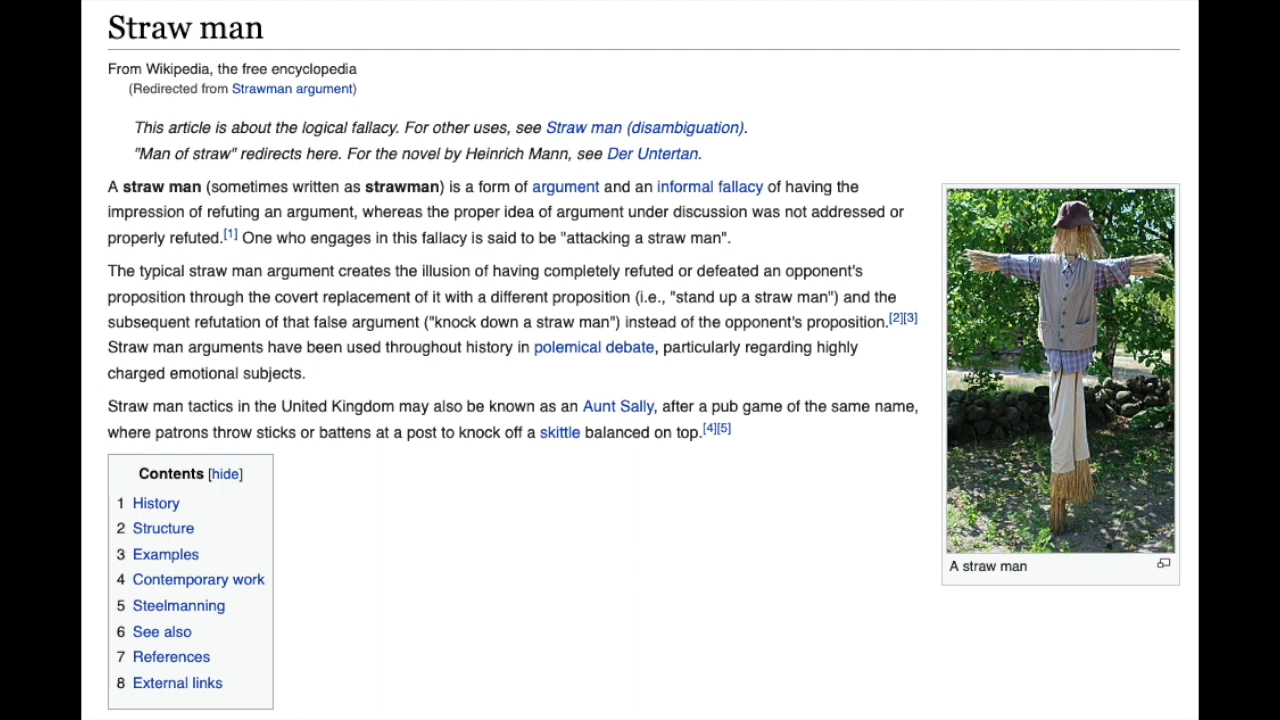 Straw man
From Wikipedia, the free encyclopedia
(Redirected from Strawman argument)
This article is about the logical fallacy. For other uses, see Straw man (disambiguation).
"Man of straw" redirects here. For the novel by Heinrich Mann, see Der Untertan.
A straw man (sometimes written as strawman) is a form of argument and an informal fallacy of having the
impression of refuting an argument, whereas the proper idea of argument under discussion was not addressed or
properly refuted.[1] One who engages in this fallacy is said to be "attacking a straw man".
The typical straw man argument creates the illusion of having completely refuted or defeated an opponent's
proposition through the covert replacement of it with a different proposition (i.e., "stand up a straw man") and the
subsequent refutation of that false argument ("knock down a straw man") instead of the opponent's proposition.[2][3]
Straw man arguments have been used throughout history in polemical debate, particularly regarding highly
charged emotional subjects.
Straw man tactics in the United Kingdom may also be known as an Aunt Sally, after a pub game of the same name,
where patrons throw sticks or battens at a post to knock off a skittle balanced on top.[4][5]
A straw man
Contents [hide]
1 History
2 Structure
3 Examples
4 Contemporary work
5 Steelmanning
6 See also
7 References
8 External links